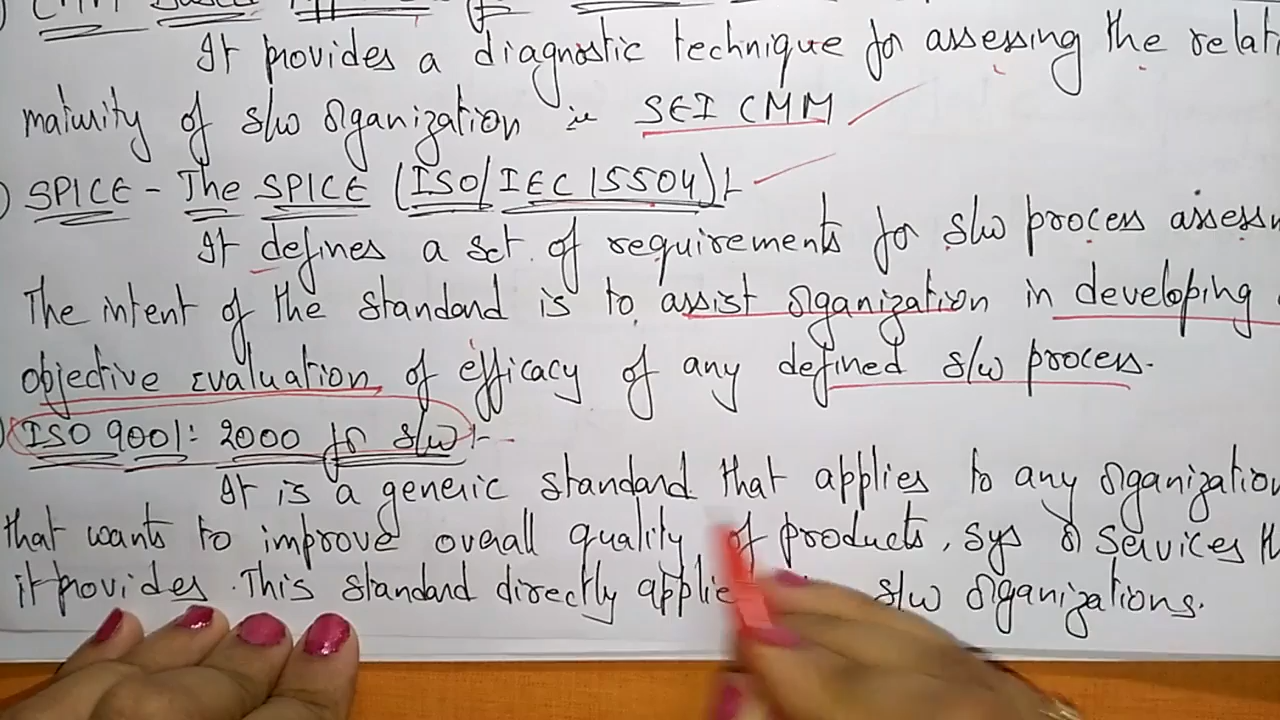 CMM Based
It provides a diagnostic technique for assessing the relati
maturity of s/w organization in SEI CMM
) SPICE - The SPICE (ISO/IEC 15504) :-
It defines a set of requirements for s/w process assess
The intent of the standard is to assist organization in developing
objective evaluation of efficacy of any defined s/w process.
) ISO 9001: 2000 for s/w :-
It is a generic standard that applies to any organization
that wants to improve overall quality of products, sys & services th
it provides. This standard directly applie s/w organizations.